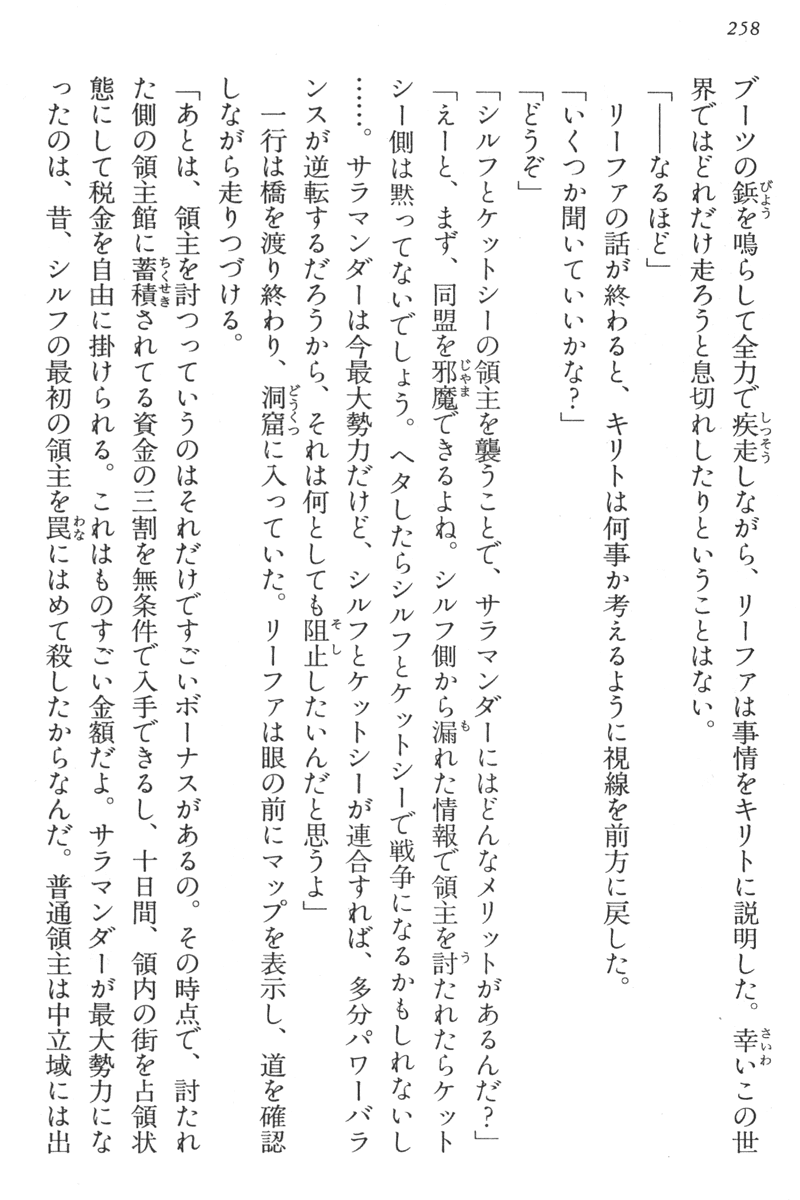 258
ブーツの鋲を鳴らして全力で疾走しながら、リーファは事情をキリトに説明した。幸いこの世
界ではどれだけ走ろうと息切れしたりということはない。
「――なるほど」
リーファの話が終わると、キリトは何事か考えるように視線を前方に戻した。
「いくつか聞いていいかな？」
「どうぞ」
「シルフとケットシーの領主を襲うことで、サラマンダーにはどんなメリットがあるんだ？」
「えーと、まず、同盟を邪魔できるよね。シルフ側から漏れた情報で領主を討たれたらケット
シー側は黙ってないでしょう。ヘタしたらシルフとケットシーで戦争になるかもしれないし
……。サラマンダーは今最大勢力だけど、シルフとケットシーが連合すれば、多分パワーバラ
ンスが逆転するだろうから、それは何としても阻止したいんだと思うよ」
一行は橋を渡り終わり、洞窟に入っていた。リーファは眼の前にマップを表示し、道を確認
しながら走りつづける。
「あとは、領主を討つっていうのはそれだけですごいボーナスがあるの。その時点で、討たれ
た側の領主館に蓄積されてる資金の三割を無条件で入手できるし、十日間、領内の街を占領状
態にして税金を自由に掛けられる。これはものすごい金額だよ。サラマンダーが最大勢力にな
ったのは、昔、シルフの最初の領主を罠にはめて殺したからなんだ。普通領主は中立域には出